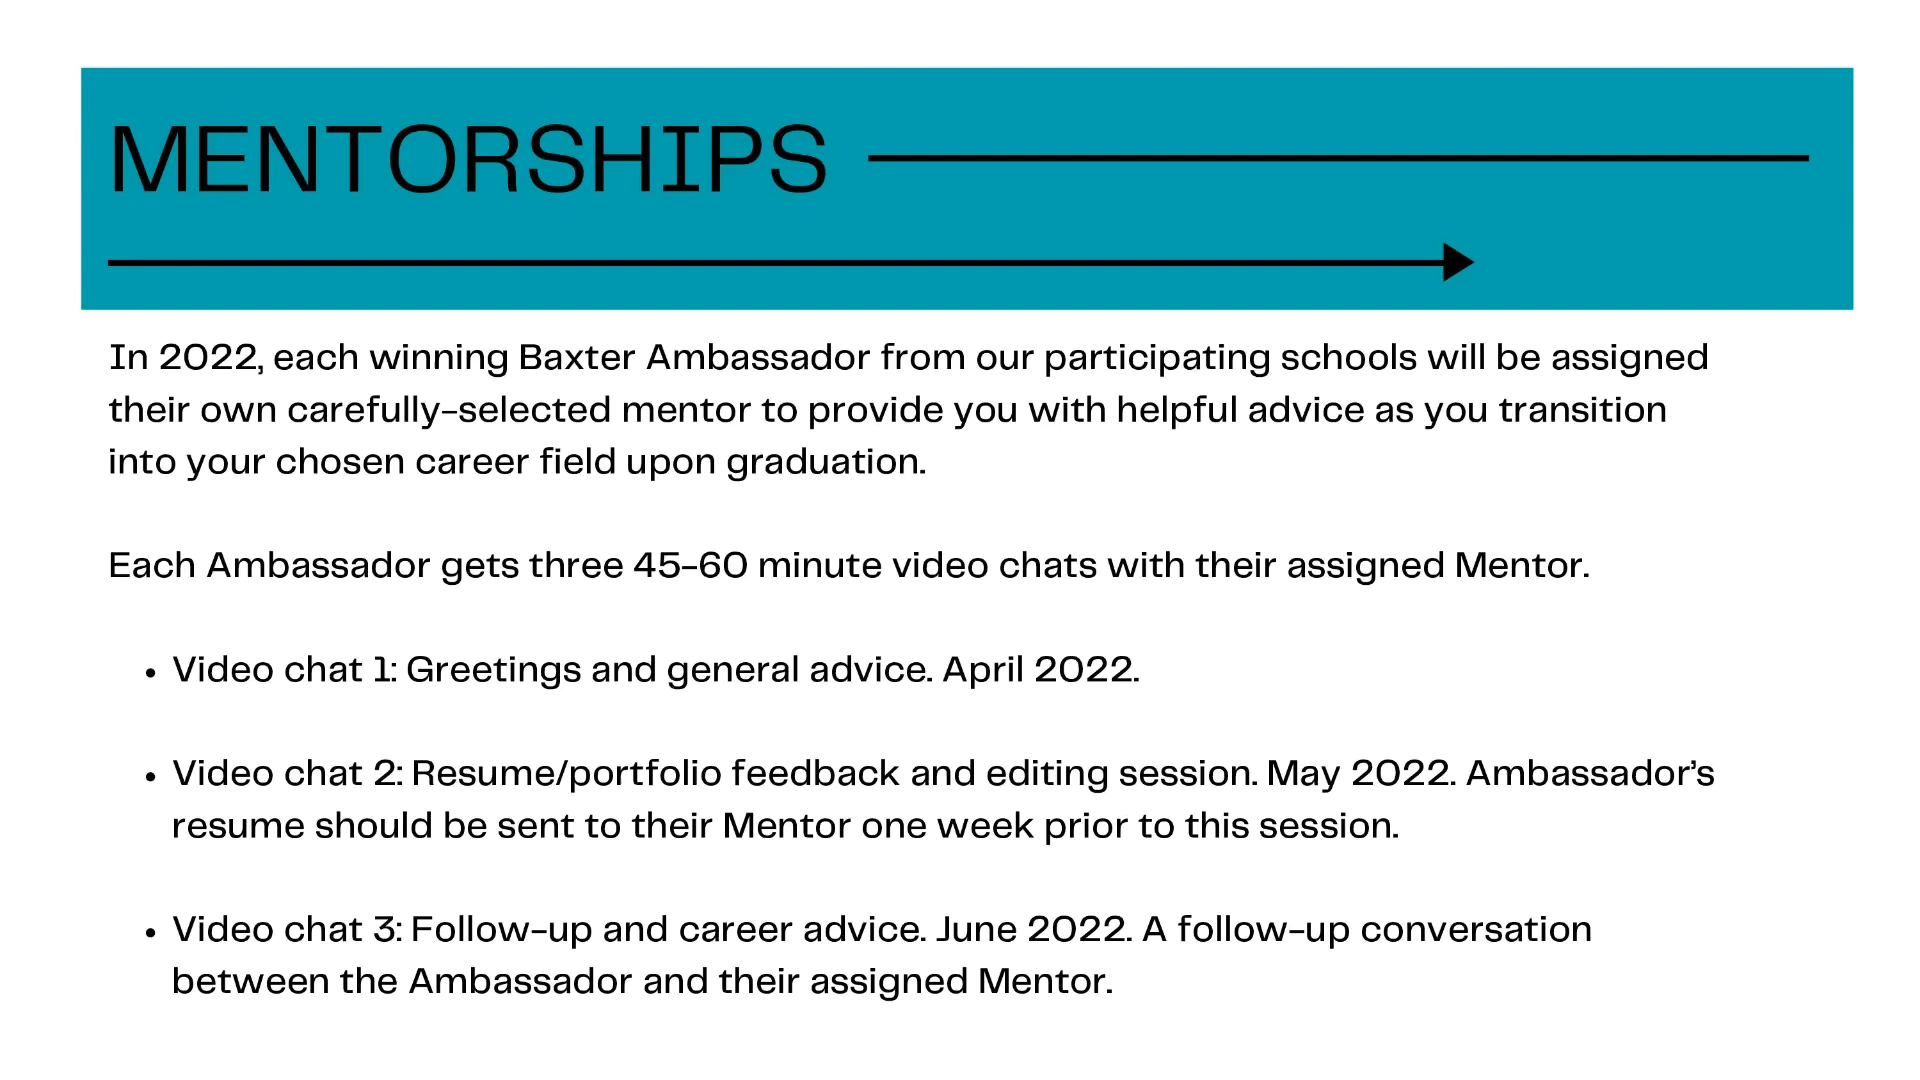 MENTORSHIPS
In 2022, each winning Baxter Ambassador from our participating schools will be assigned
their own carefully-selected mentor to provide you with helpful advice as you transition
into your chosen career field upon graduation.
Each Ambassador gets three 45-60 minute video chats with their assigned Mentor.
• Video chat 1: Greetings and general advice. April 2022.
• Video chat 2: Resume/portfolio feedback and editing session. May 2022. Ambassador's
resume should be sent to their Mentor one week prior to this session.
• Video chat 3: Follow-up and career advice. June 2022. A follow-up conversation
between the Ambassador and their assigned Mentor.